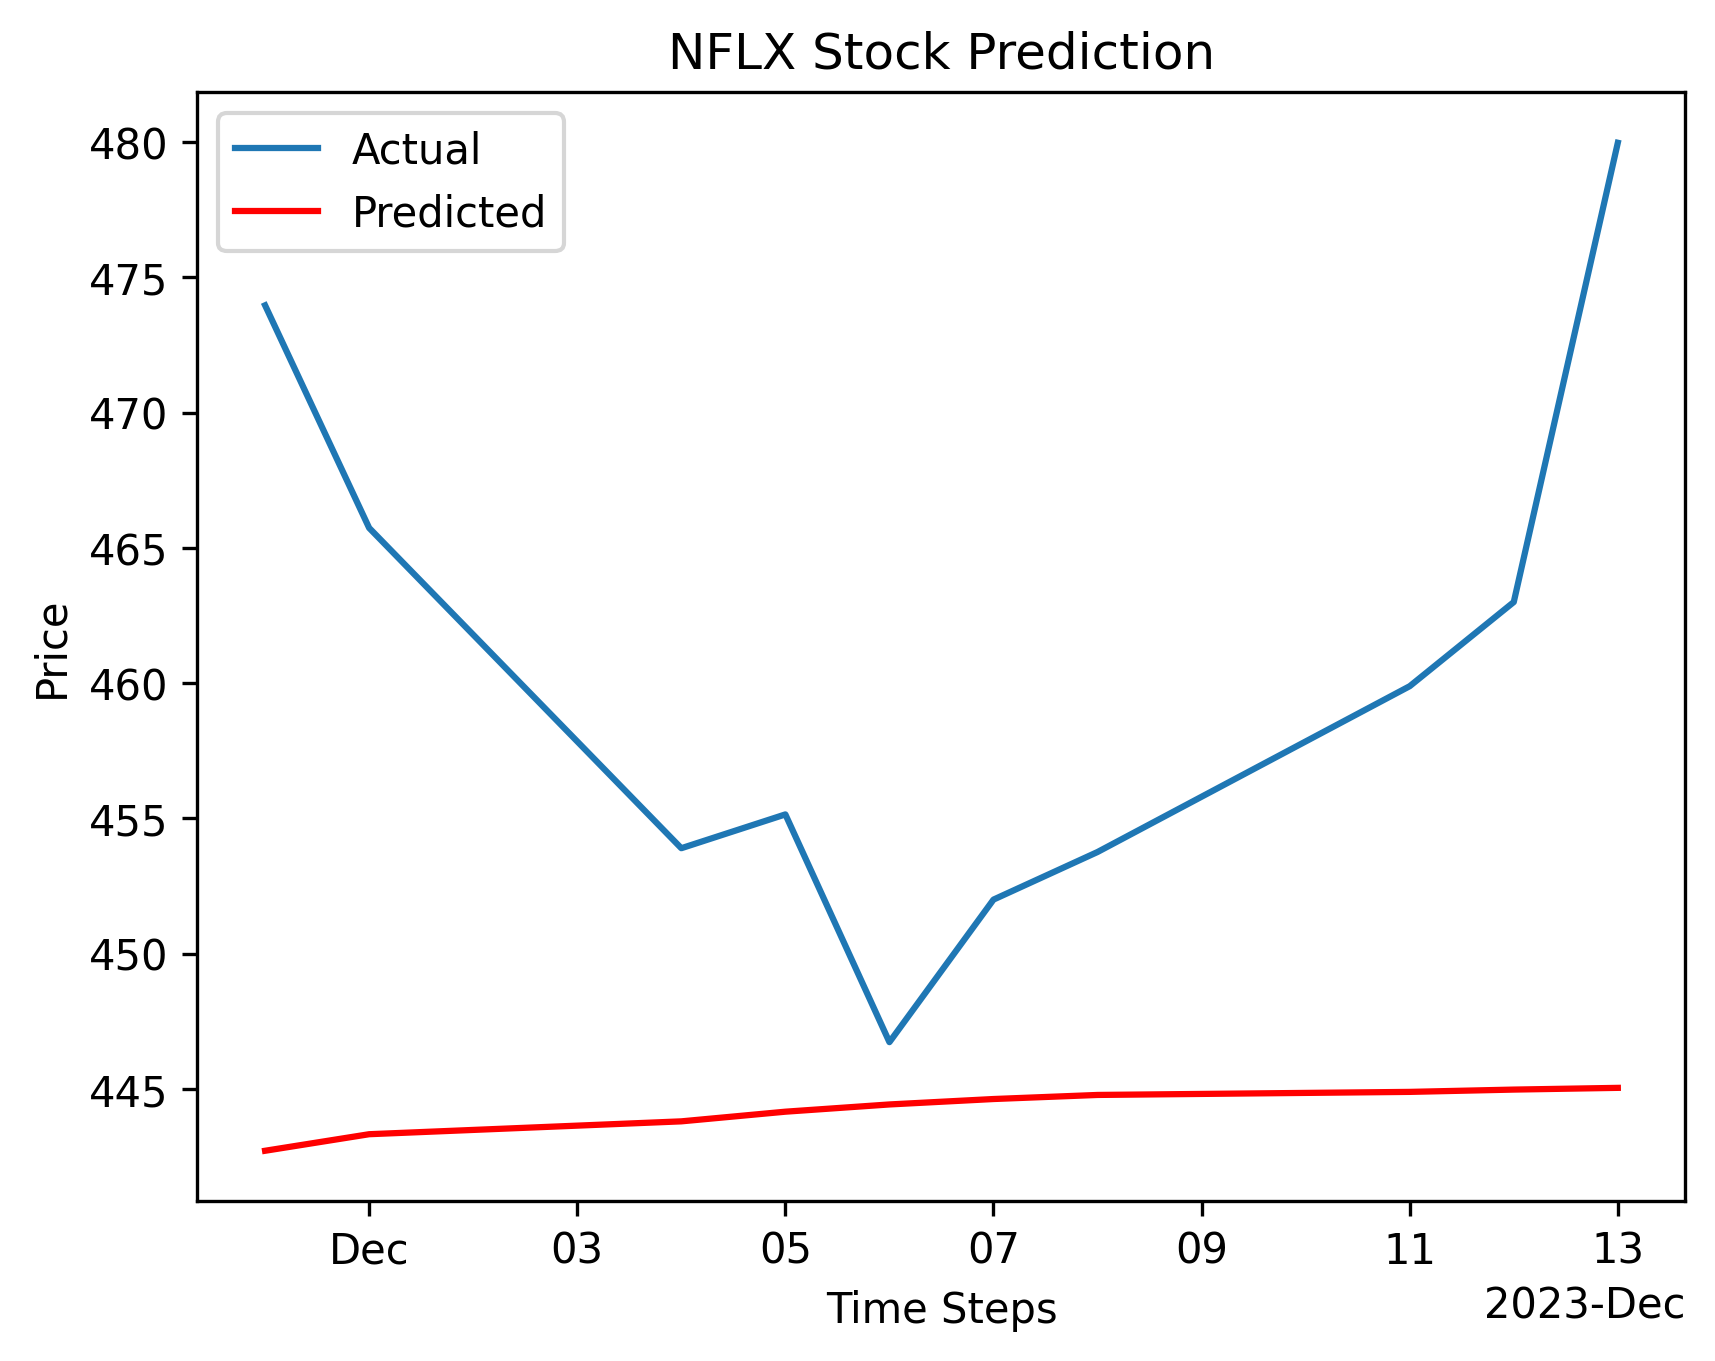 NFLX Stock Prediction
Actual
Predicted
480
475
470
465
460
455
450
445
Price
Dec 03 05 07 09 11 13
2023-Dec
Time Steps